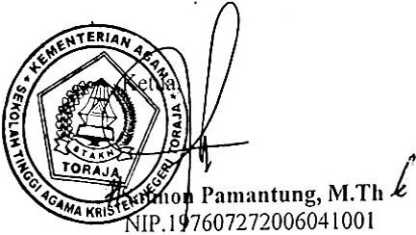 KEMENTERIAN AGAMA
SEKOLAH TINGGI AGAMA KRISTEN NEGERI TORAJA
Ketua
STAKN
TORAJA
Pamantung, M.Th
NIP.197607272006041001